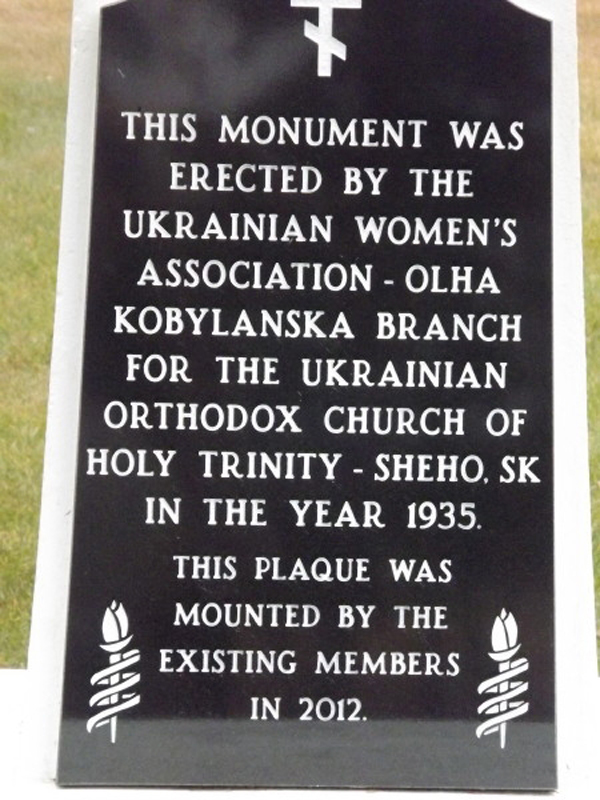 THIS MONUMENT WAS
ERECTED BY THE
UKRAINIAN WOMEN'S
ASSOCIATION - OLHA
KOBYLANSKA BRANCH
FOR THE UKRAINIAN
ORTHODOX CHURCH OF
HOLY TRINITY - SHEHO, SK
IN THE YEAR 1935.
THIS PLAQUE WAS
MOUNTED BY THE
EXISTING MEMBERS
IN 2012.